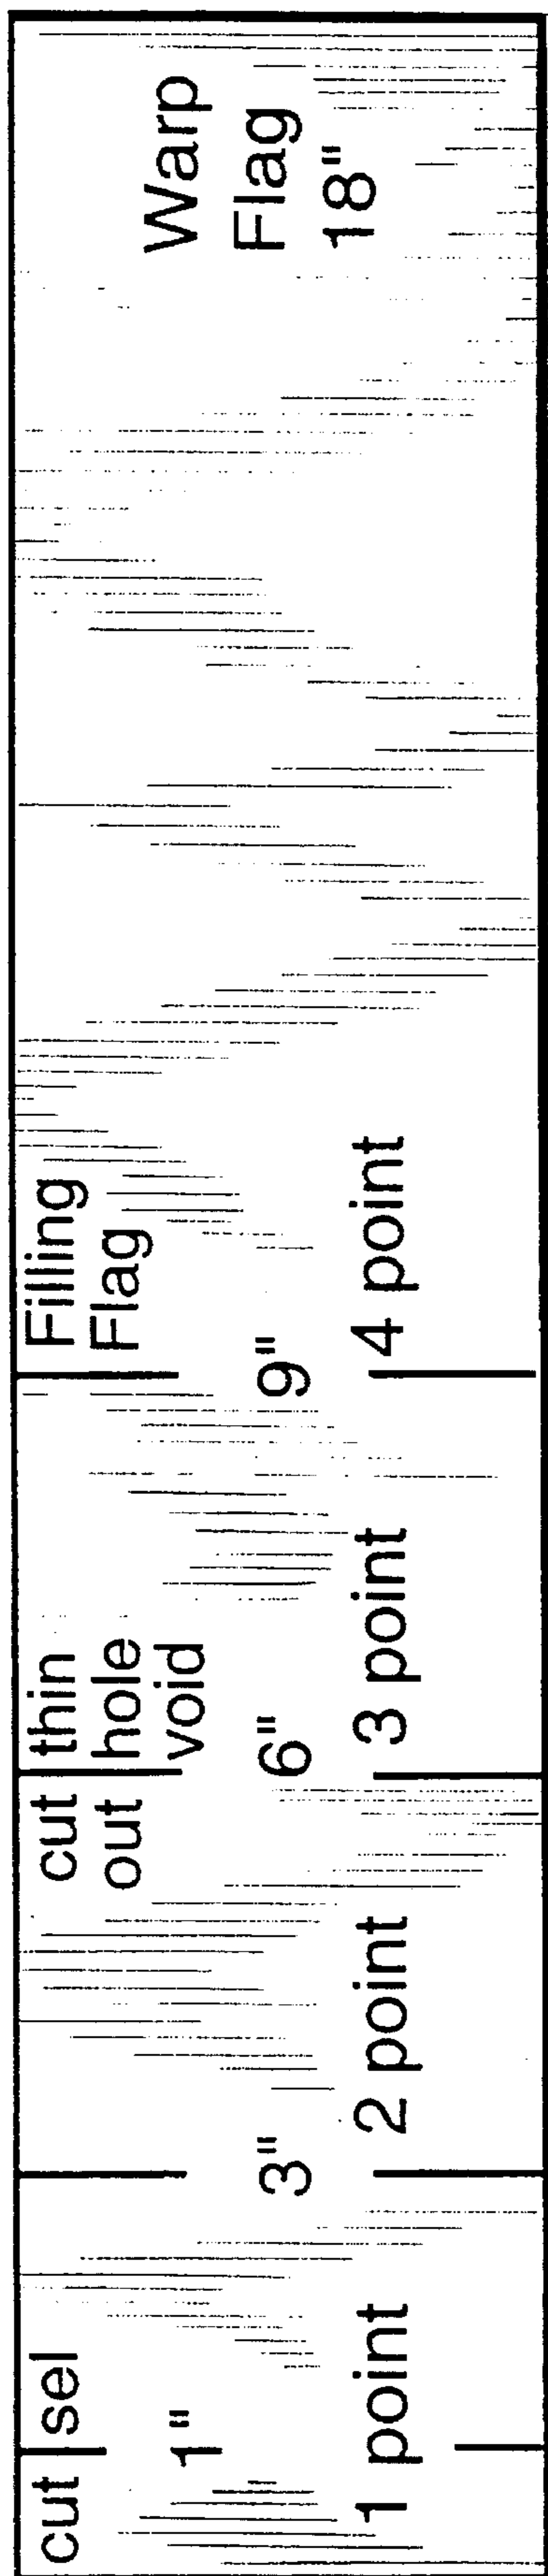 cut sel
1"
1 point
3"
2 point
cut
out
6"
thin
hole
void
3 point
9"
Filling
Flag
4 point
Warp
Flag
18"